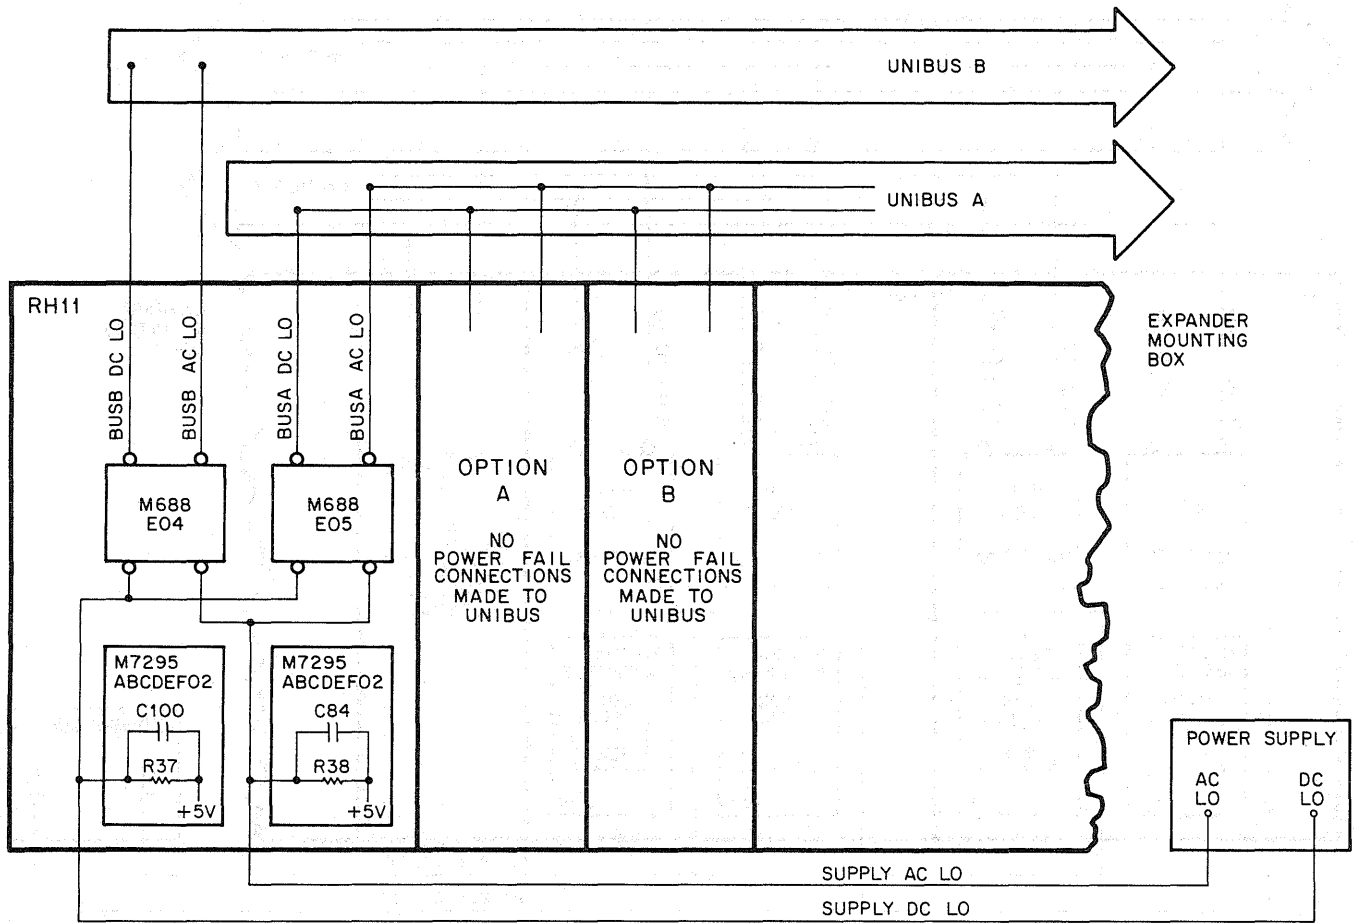 UNIBUS B
UNIBUS A
RH11
BUSB DC LO
BUSB AC LO
BUSA DC LO
BUSA AC LO
EXPANDER
MOUNTING
BOX
M688
E04
M688
E05
OPTION
A
NO
POWER FAIL
CONNECTIONS
MADE TO
UNIBUS
OPTION
B
NO
POWER FAIL
CONNECTIONS
MADE TO
UNIBUS
M7295
ABCDEF02
C100
R37
+5V
M7295
ABCDEF02
C84
R38
+5V
POWER SUPPLY
AC
LO
DC
LO
SUPPLY AC LO
SUPPLY DC LO